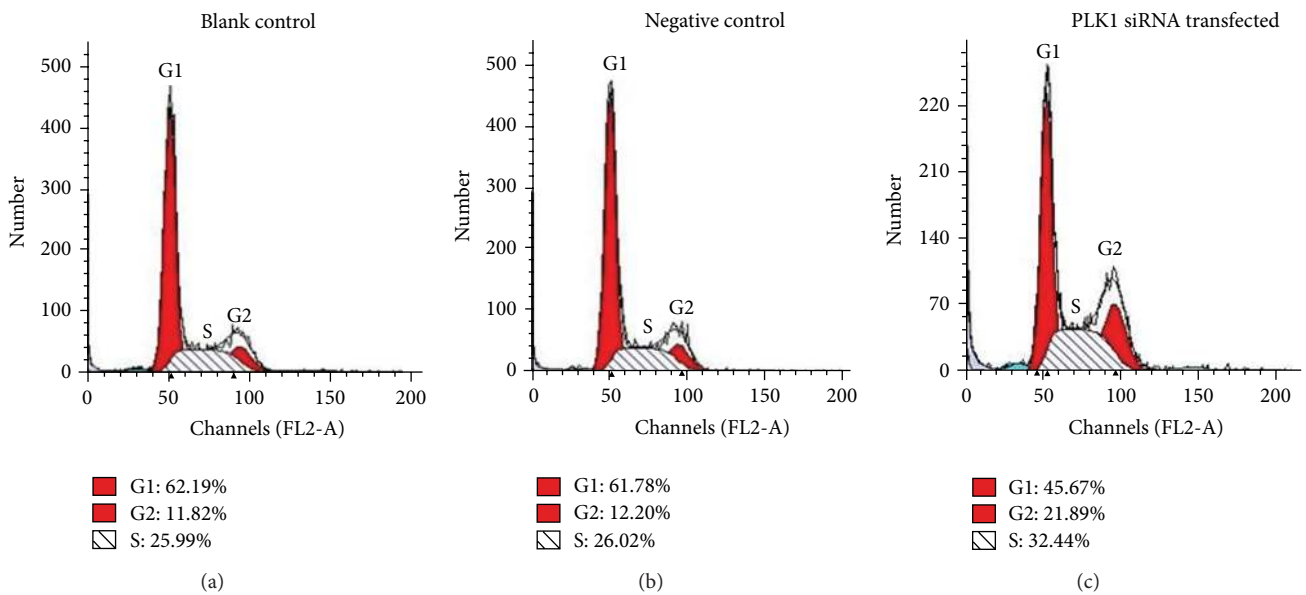 Blank control
500
400
300
200
100
0
Number
G1
S
G2
0 50 100 150 200
Channels (FL2-A)
G1: 62.19%
G2: 11.82%
S: 25.99%
(a)
Negative control
500
400
300
200
100
0
Number
G1
S
G2
0 50 100 150 200
Channels (FL2-A)
G1: 61.78%
G2: 12.20%
S: 26.02%
(b)
PLK1 siRNA transfected
220
210
140
70
0
Number
G1
S
G2
0 50 100 150 200
Channels (FL2-A)
G1: 45.67%
G2: 21.89%
S: 32.44%
(c)